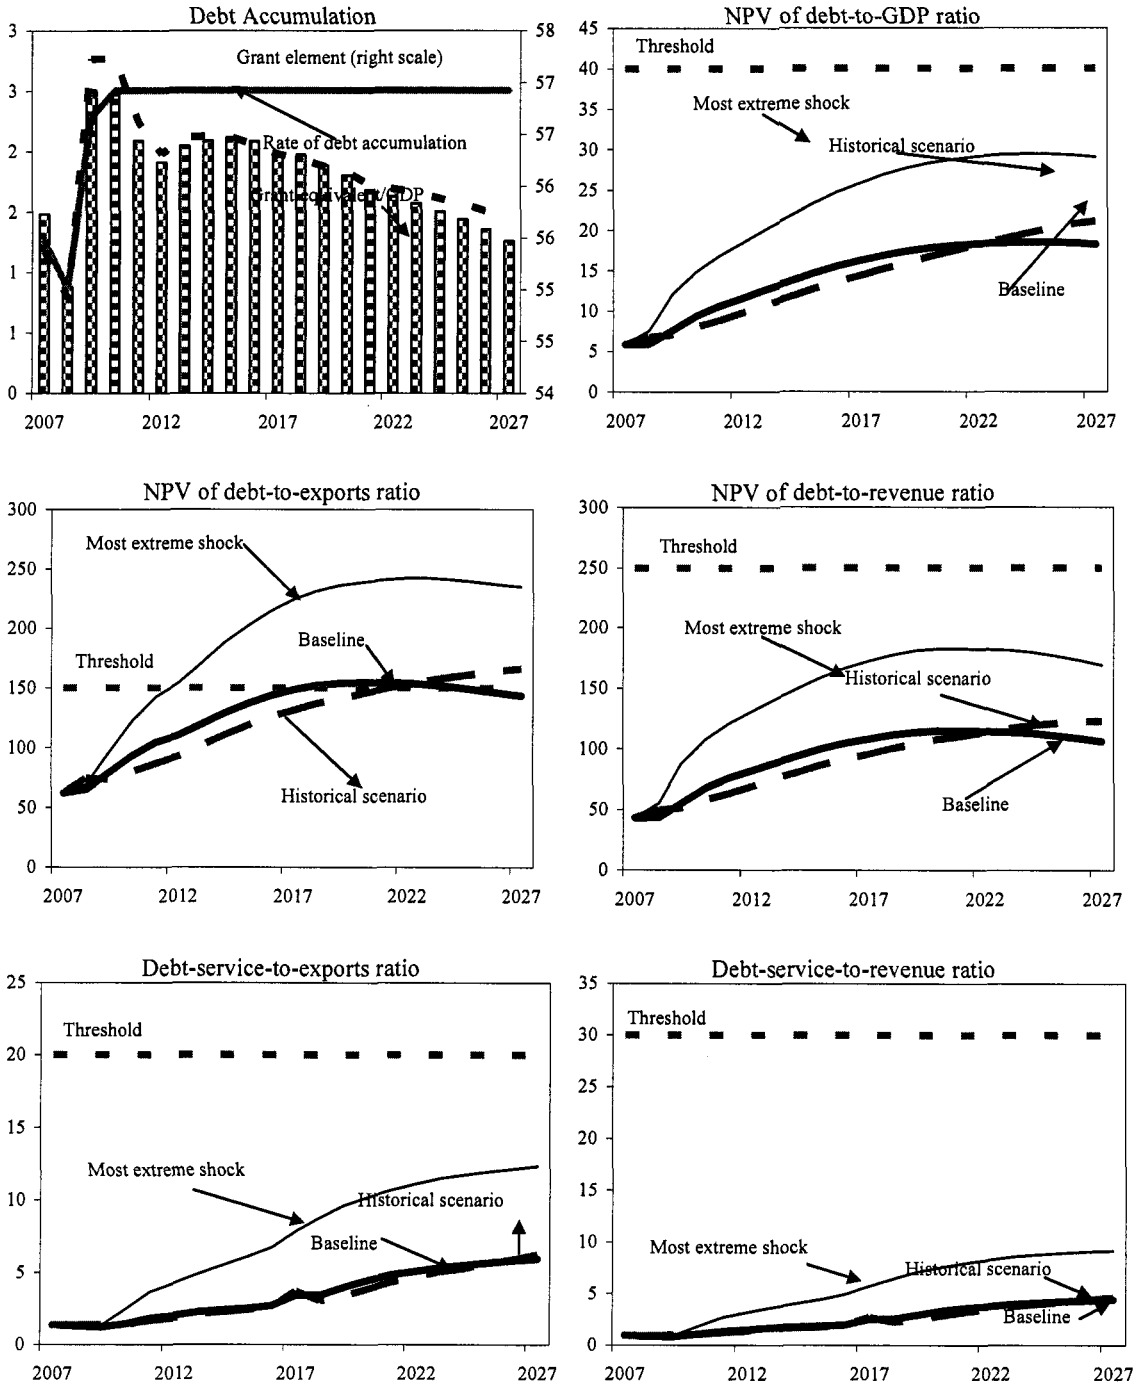 Debt Accumulation
3
3
2
2
1
1
0
58
57
57
56
56
55
55
54
Grant element (right scale)
Rate of debt accumulation
Grant equivalent/GDP
2007 2012 2017 2022 2027
NPV of debt-to-GDP ratio
45
40
35
30
25
20
15
10
5
0
Threshold
Most extreme shock
Historical scenario
Baseline
2007 2012 2017 2022 2027
NPV of debt-to-exports ratio
300
250
200
150
100
50
0
Most extreme shock
Baseline
Threshold
Historical scenario
2007 2012 2017 2022 2027
NPV of debt-to-revenue ratio
300
250
200
150
100
50
0
Threshold
Most extreme shock
Historical scenario
Baseline
2007 2012 2017 2022 2027
Debt-service-to-exports ratio
25
20
15
10
5
0
Threshold
Most extreme shock
Historical scenario
Baseline
2007 2012 2017 2022 2027
Debt-service-to-revenue ratio
35
30
25
20
15
10
5
0
Threshold
Most extreme shock
Historical scenario
Baseline
2007 2012 2017 2022 2027